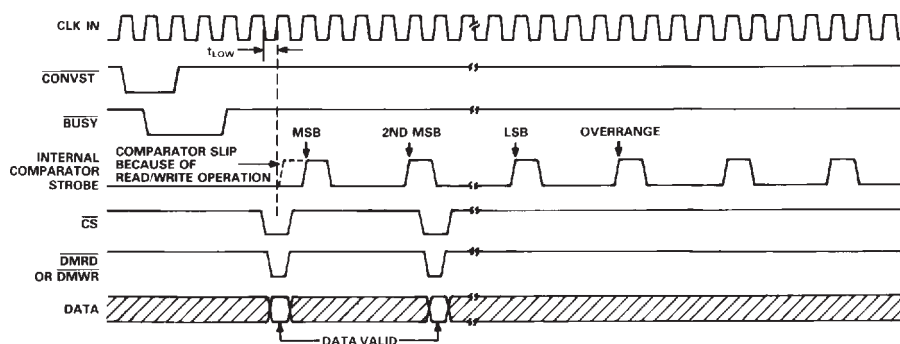 CLK IN
tLOW
CONVST
BUSY
MSB
2ND MSB
LSB
OVERRANGE
INTERNAL
COMPARATOR
STROBE
COMPARATOR SLIP
BECAUSE OF
READ/WRITE OPERATION
CS
DMRD
OR DMWR
DATA
DATA VALID